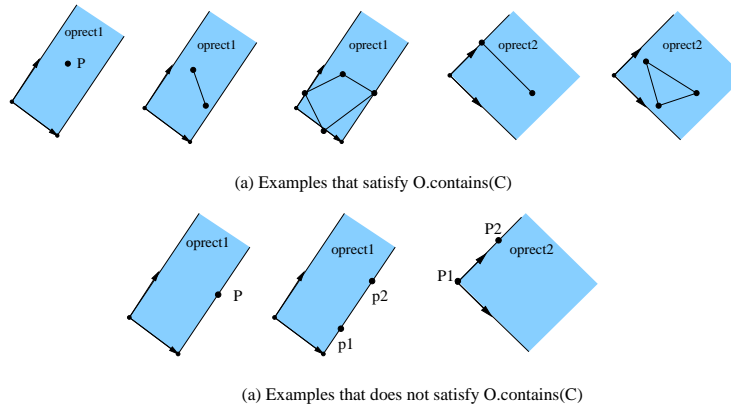 oprect1
P
oprect1
oprect1
oprect2
oprect2
(a) Examples that satisfy O.contains(C)
oprect1
P
oprect1
p2
p1
P2
oprect2
P1
(a) Examples that does not satisfy O.contains(C)